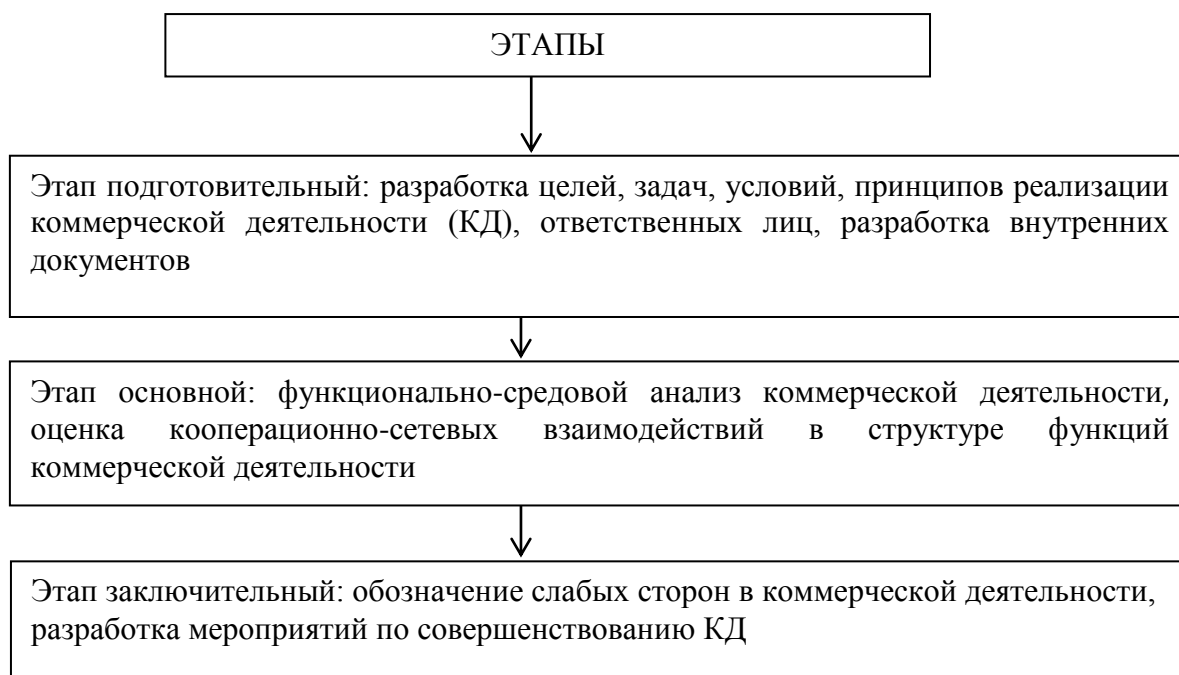 ЭТАПЫ
Этап подготовительный: разработка целей, задач, условий, принципов реализации
коммерческой деятельности (КД), ответственных лиц, разработка внутренних
документов
Этап основной: функционально-средовой анализ коммерческой деятельности,
оценка кооперационно-сетевых взаимодействий в структуре функций
коммерческой деятельности
Этап заключительный: обозначение слабых сторон в коммерческой деятельности,
разработка мероприятий по совершенствованию КД